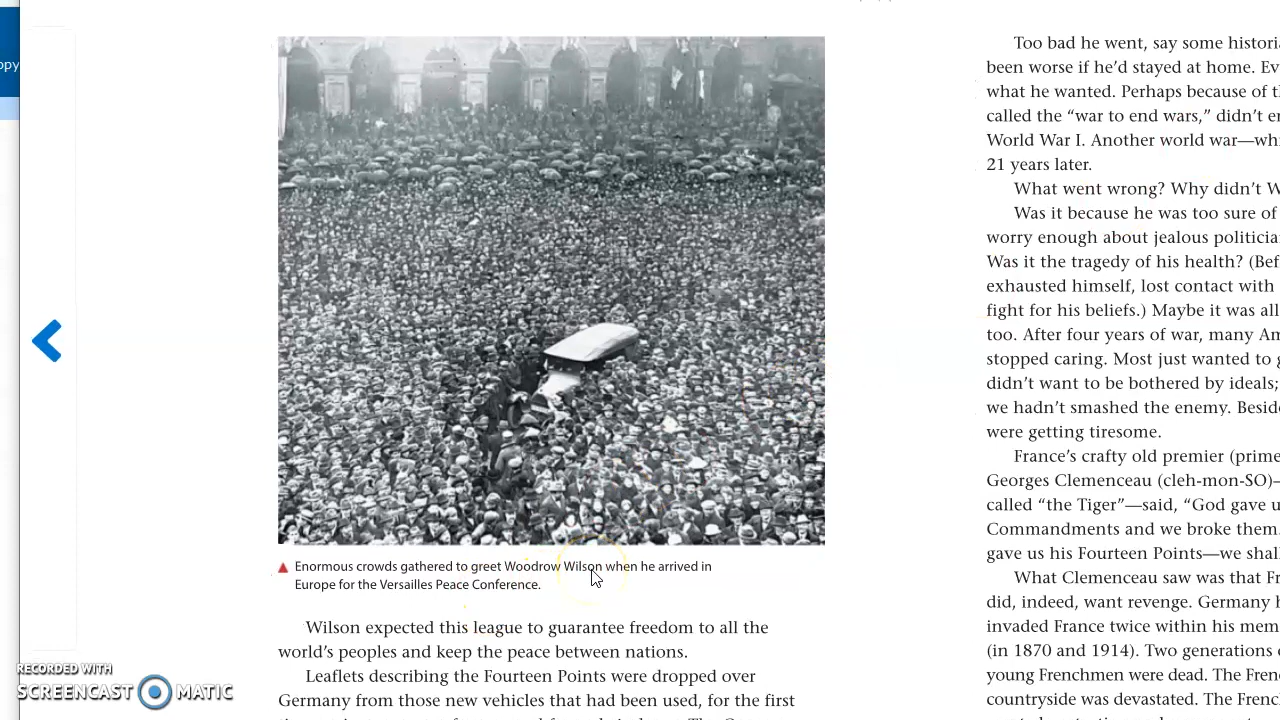 opy
Enormous crowds gathered to greet Woodrow Wilson when he arrived in
Europe for the Versailles Peace Conference.
Wilson expected this league to guarantee freedom to all the
world’s peoples and keep the peace between nations.
Leaflets describing the Fourteen Points were dropped over
Germany from those new vehicles that had been used, for the first
Too bad he went, say some histori
been worse if he’d stayed at home. Ev
what he wanted. Perhaps because of t
called the “war to end wars,” didn’t e
World War I. Another world war—wh
21 years later.
What went wrong? Why didn’t W
Was it because he was too sure of
worry enough about jealous politicia
Was it the tragedy of his health? (Bef
exhausted himself, lost contact with
fight for his beliefs.) Maybe it was all
too. After four years of war, many Am
stopped caring. Most just wanted to g
didn’t want to be bothered by ideals;
we hadn’t smashed the enemy. Besid
were getting tiresome.
France’s crafty old premier (prime
Georges Clemenceau (cleh-mon-SO)—
called “the Tiger”—said, “God gave u
Commandments and we broke them.
gave us his Fourteen Points—we shal
What Clemenceau saw was that Fr
did, indeed, want revenge. Germany h
invaded France twice within his mem
(in 1870 and 1914). Two generations o
young Frenchmen were dead. The Fren
countryside was devastated. The Frenc
RECORDED WITH
SCREENCAST MATIC